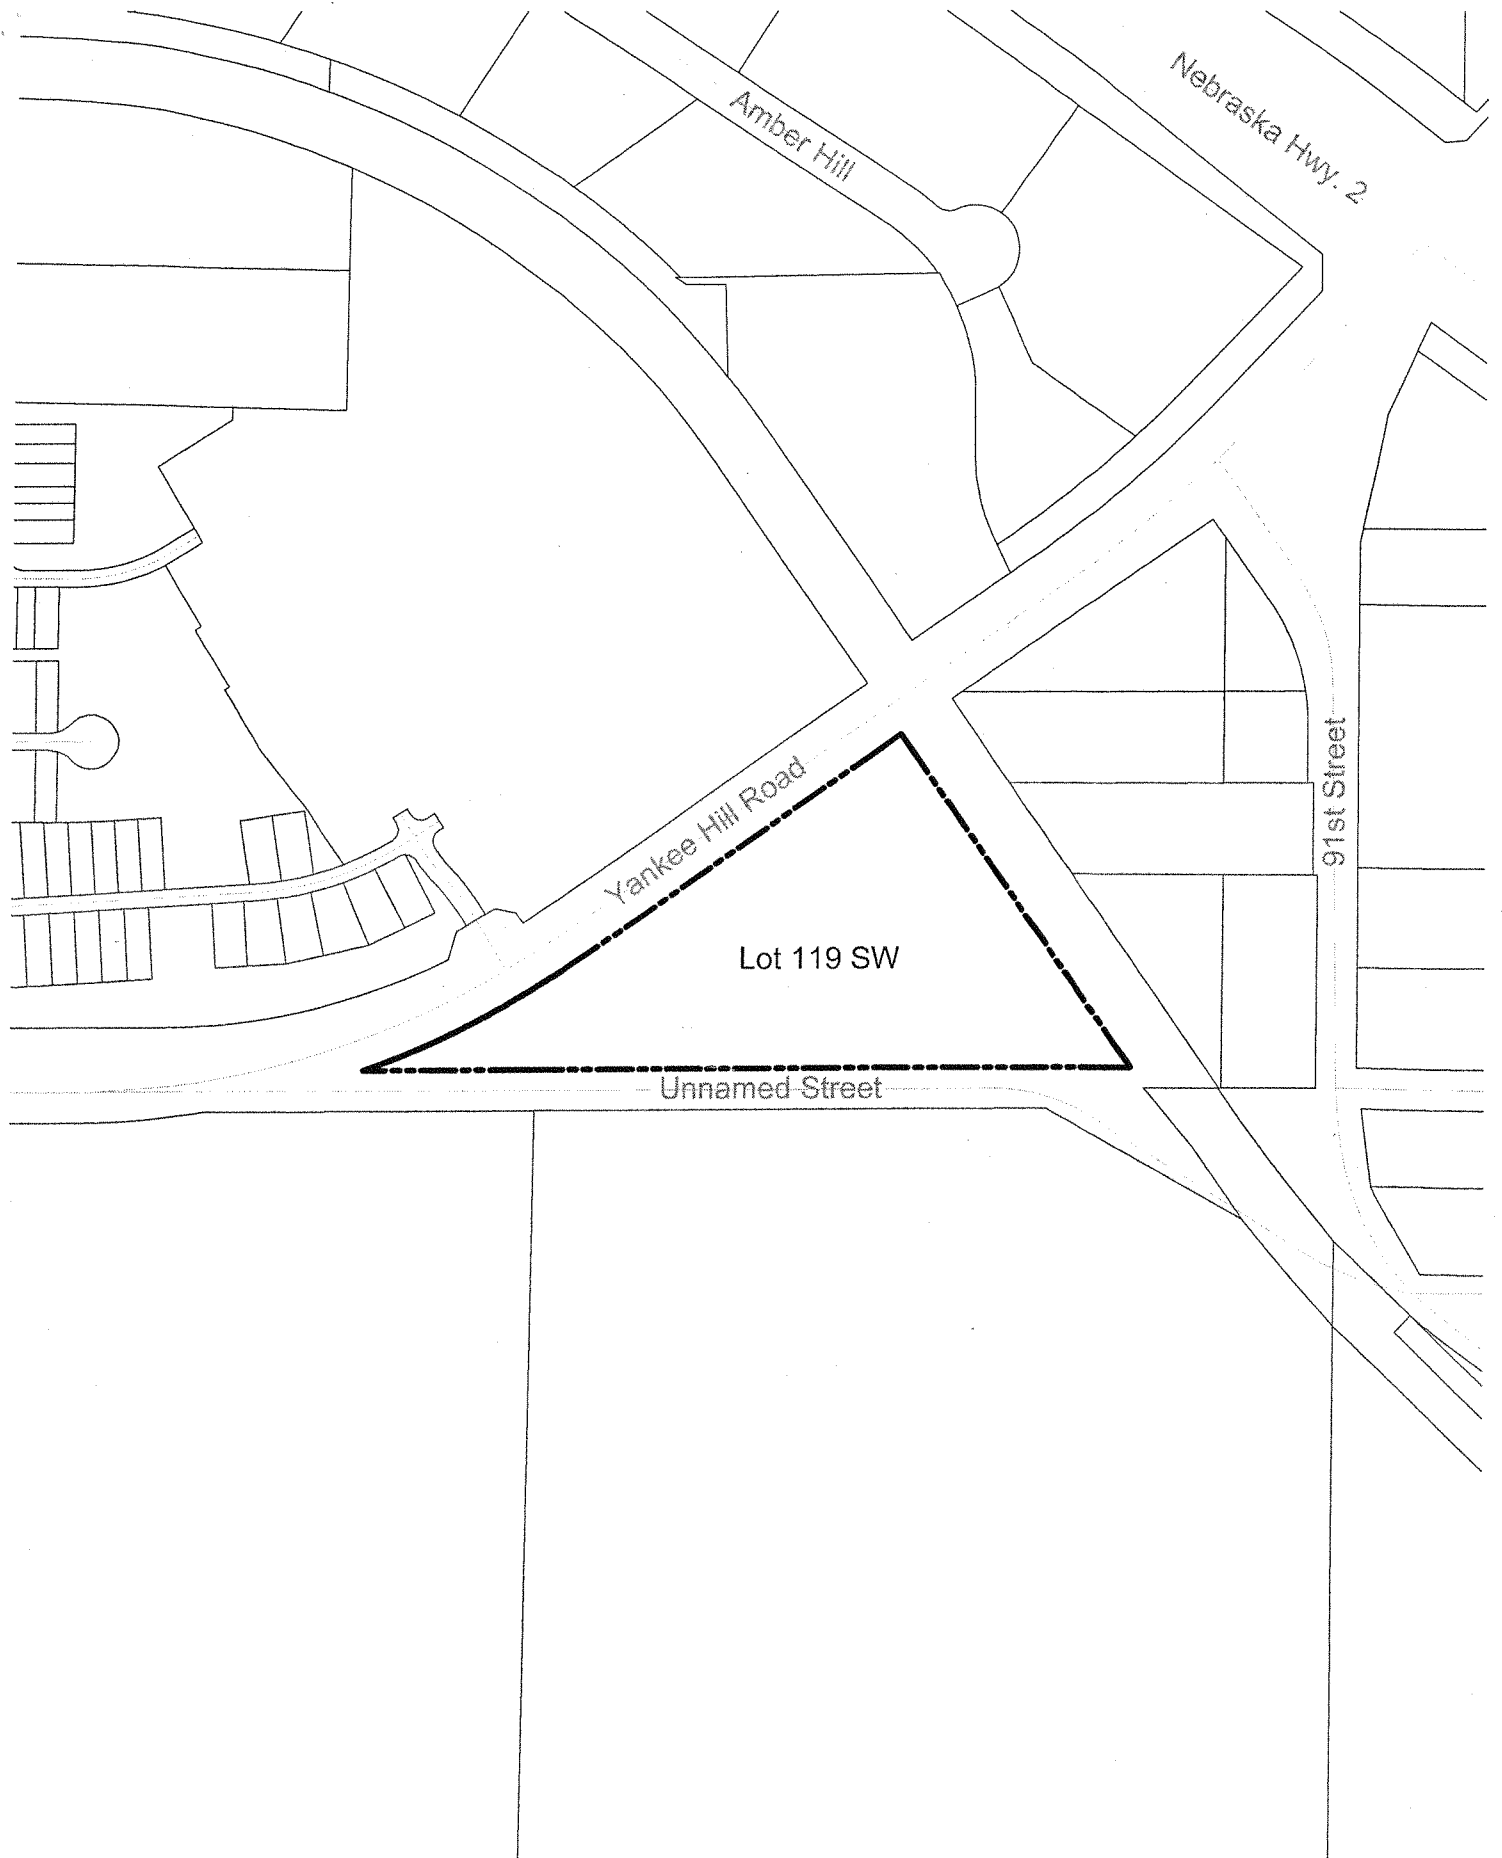 Nebraska Hwy. 2
Amber Hill
91st Street
Yankee Hill Road
Lot 119 SW
Unnamed Street